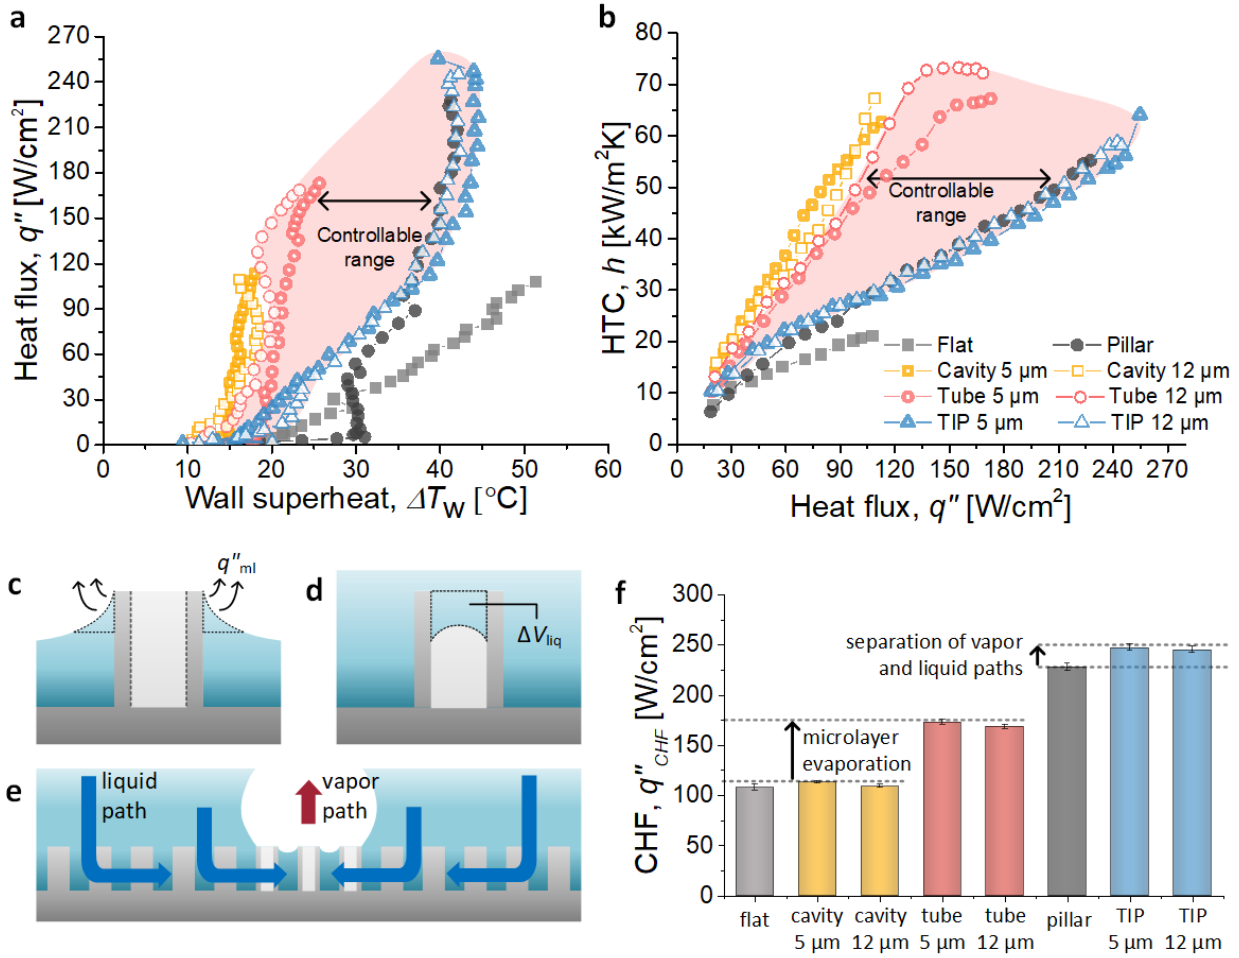 a
Heat flux, q″ [W/cm²]
270
240
210
180
150
120
90
60
30
0
0 10 20 30 40 50 60
Wall superheat, ΔT_W [°C]
Controllable
range
b
HTC, h [kW/m²K]
80
70
60
50
40
30
20
10
0
0 30 60 90 120 150 180 210 240 270
Heat flux, q″ [W/cm²]
Controllable
range
Flat Pillar
Cavity 5 μm Cavity 12 μm
Tube 5 μm Tube 12 μm
TIP 5 μm TIP 12 μm
c
q″ml
d
ΔVliq
e
liquid
path
vapor
path
f
CHF, q″CHF [W/cm²]
300
250
200
150
100
50
0
separation of vapor
and liquid paths
microlayer
evaporation
flat cavity cavity tube tube pillar TIP TIP
5 μm 12 μm 5 μm 12 μm 5 μm 12 μm